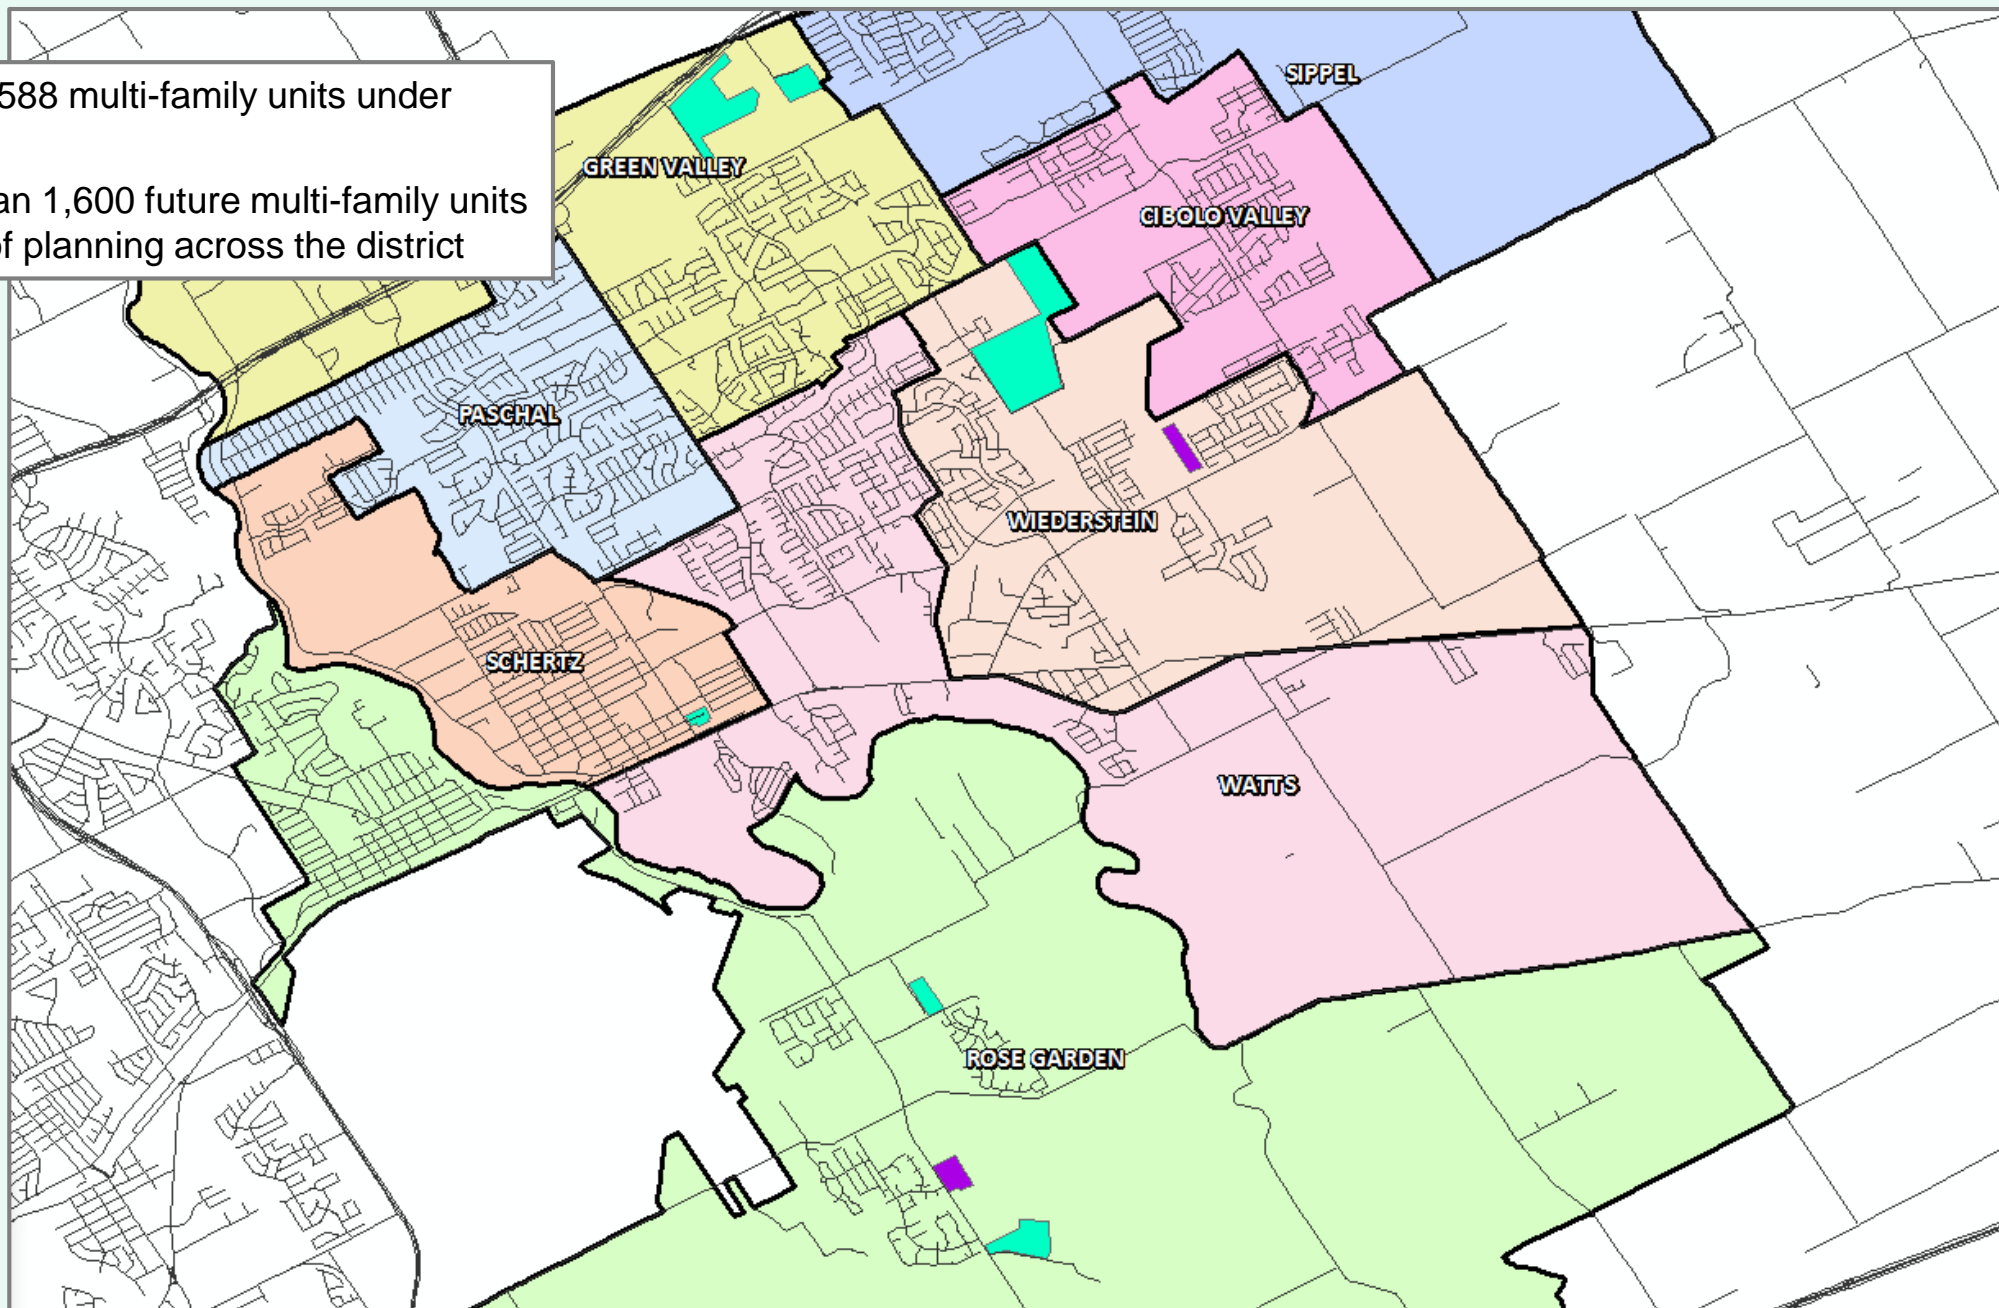 588 multi-family units under
an 1,600 future multi-family units
of planning across the district
SIPPEL
GREEN VALLEY
CIBOLO VALLEY
PASCHAL
WIEDERSTEIN
SCHERTZ
WATTS
ROSE GARDEN